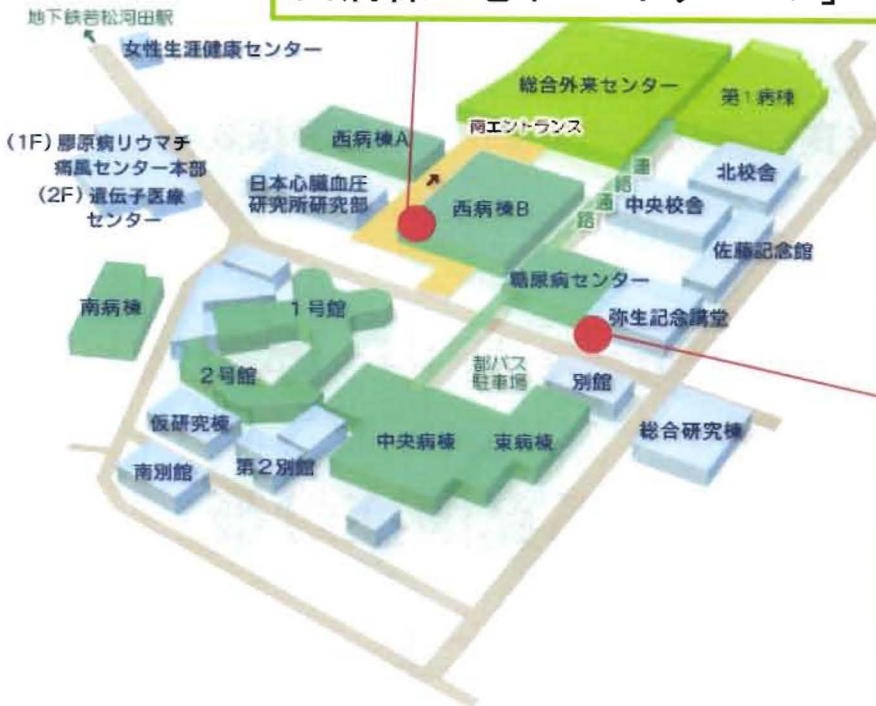 地下鉄若松河田駅
女性生涯健康センター
総合外来センター
第1病棟
南エントランス
西病棟A
(1F)膠原病リウマチ
痛風センター本部
(2F)遺伝子医療
センター
日本心臓血圧
研究所研究部
西病棟B
連絡通路
北校舎
中央校舎
佐藤記念館
糖尿病センター
弥生記念講堂
南病棟
1号館
2号館
都バス
駐車場
別館
仮研究棟
中央病棟
東病棟
総合研究棟
南別館
第2別館